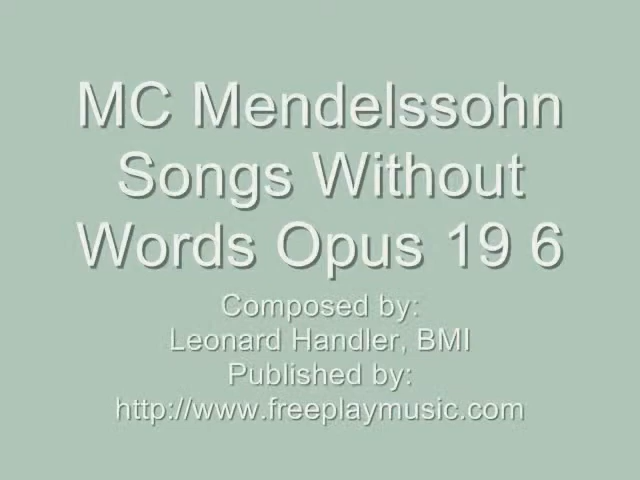 MC Mendelssohn
Songs Without
Words Opus 19 6
Composed by:
Leonard Handler, BMI
Published by:
http://www.freeplaymusic.com